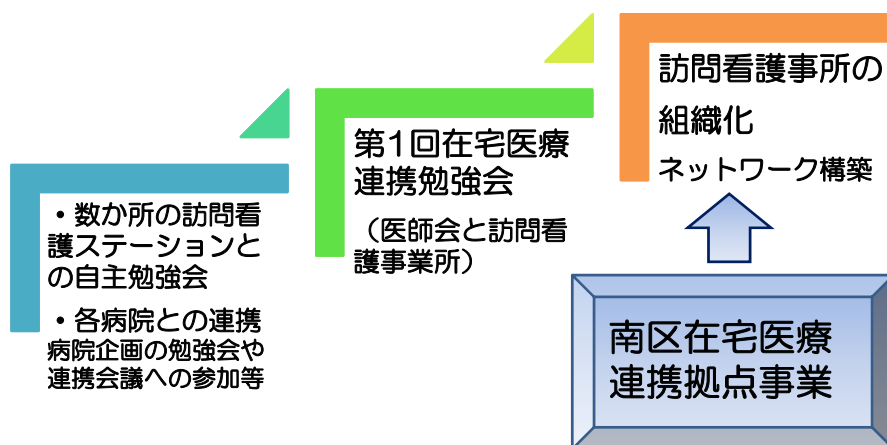 ・数か所の訪問看
護ステーションと
の自主勉強会
・各病院との連携
病院企画の勉強会や
連携会議への参加等
第1回在宅医療
連携勉強会
（医師会と訪問看
護事業所）
訪問看護事所の
組織化
ネットワーク構築
南区在宅医療
連携拠点事業